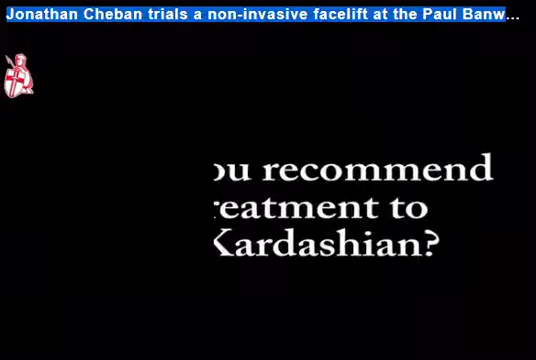 Jonathan Cheban trials a non-invasive facelift at the Paul Banw...
ou recommend
reatment to
Kardashian?